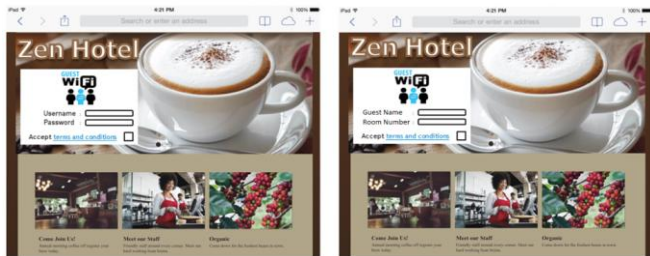 iPad
4:21 PM
100%
Search or enter an address
Zen Hotel
GUEST
WiFi
Username :
Password :
Accept terms and conditions
Come Join Us!
Meet our Staff
Organic
iPad
4:21 PM
100%
Search or enter an address
Zen Hotel
GUEST
WiFi
Guest Name :
Room Number :
Accept terms and conditions
Come Join Us!
Meet our Staff
Organic